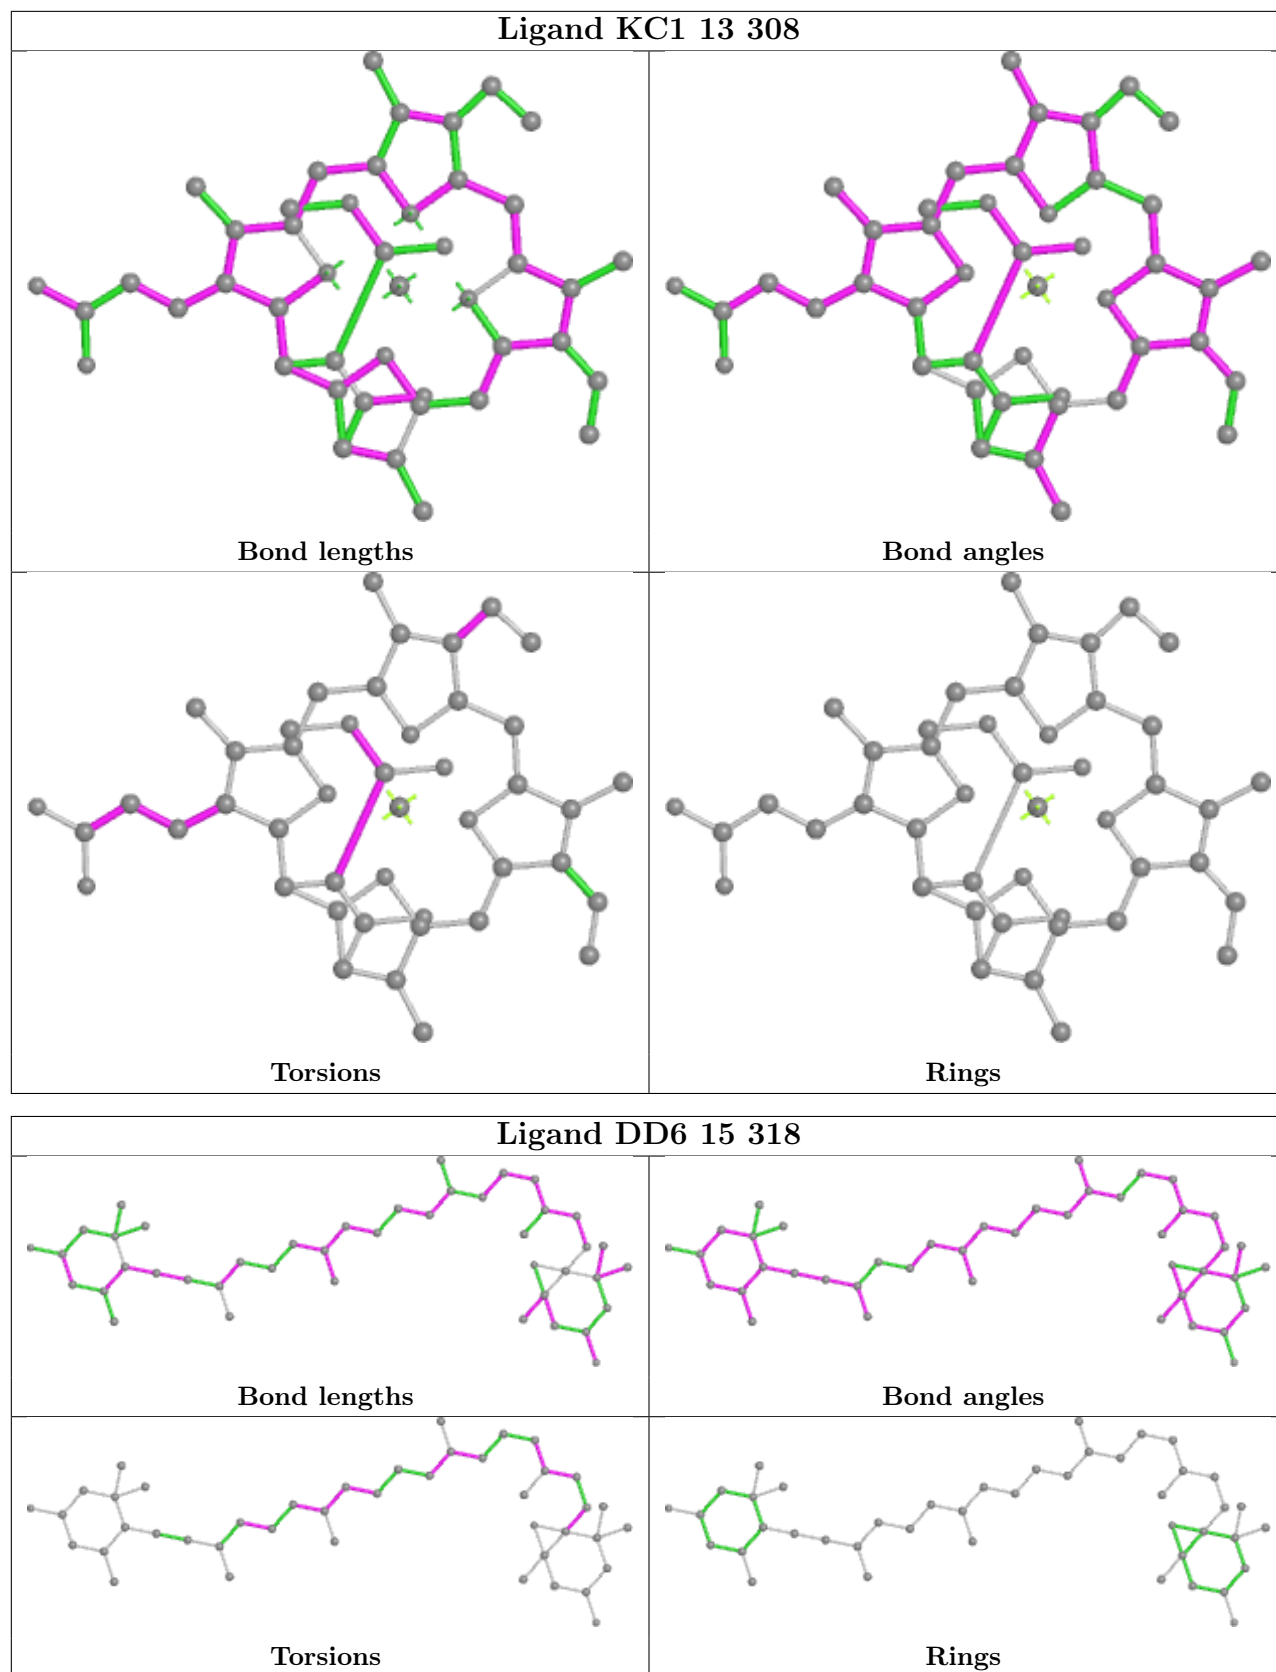 Ligand KC1 13 308
Bond lengths
Bond angles
Torsions
Rings
Ligand DD6 15 318
Bond lengths
Bond angles
Torsions
Rings